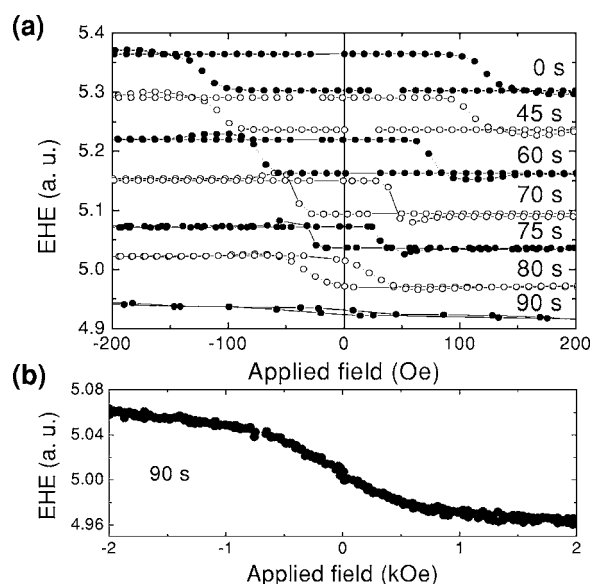 (a)
5.4
5.3
5.2
5.1
5.0
4.9
EHE (a. u.)
0 s
45 s
60 s
70 s
75 s
80 s
90 s
-200 -100 0 100 200
Applied field (Oe)
(b)
5.08
5.04
5.00
4.96
EHE (a. u.)
90 s
-2 -1 0 1 2
Applied field (kOe)